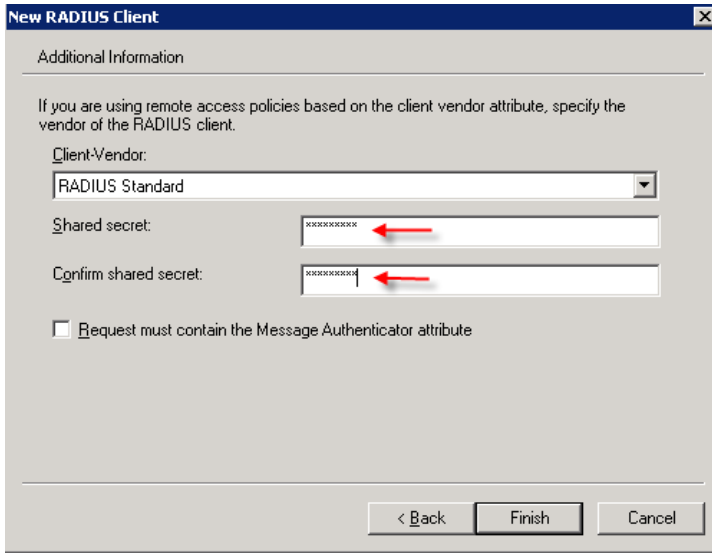 New RADIUS Client
Additional Information
If you are using remote access policies based on the client vendor attribute, specify the
vendor of the RADIUS client.
Client-Vendor:
RADIUS Standard
Shared secret:
*********
Confirm shared secret:
*********
Request must contain the Message Authenticator attribute
< Back
Finish
Cancel